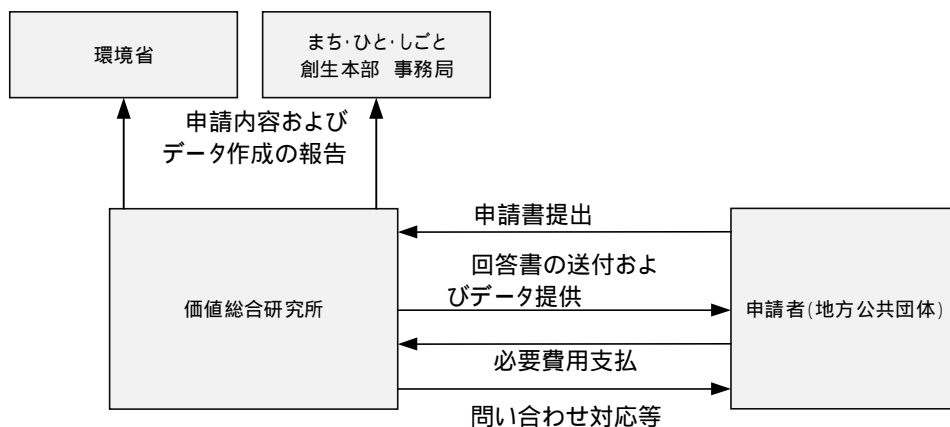 環境省
まち・ひと・しごと
創生本部 事務局
申請内容および
データ作成の報告
申請書提出
回答書の送付およ
びデータ提供
価値総合研究所
申請者(地方公共団体)
必要費用支払
問い合わせ対応等